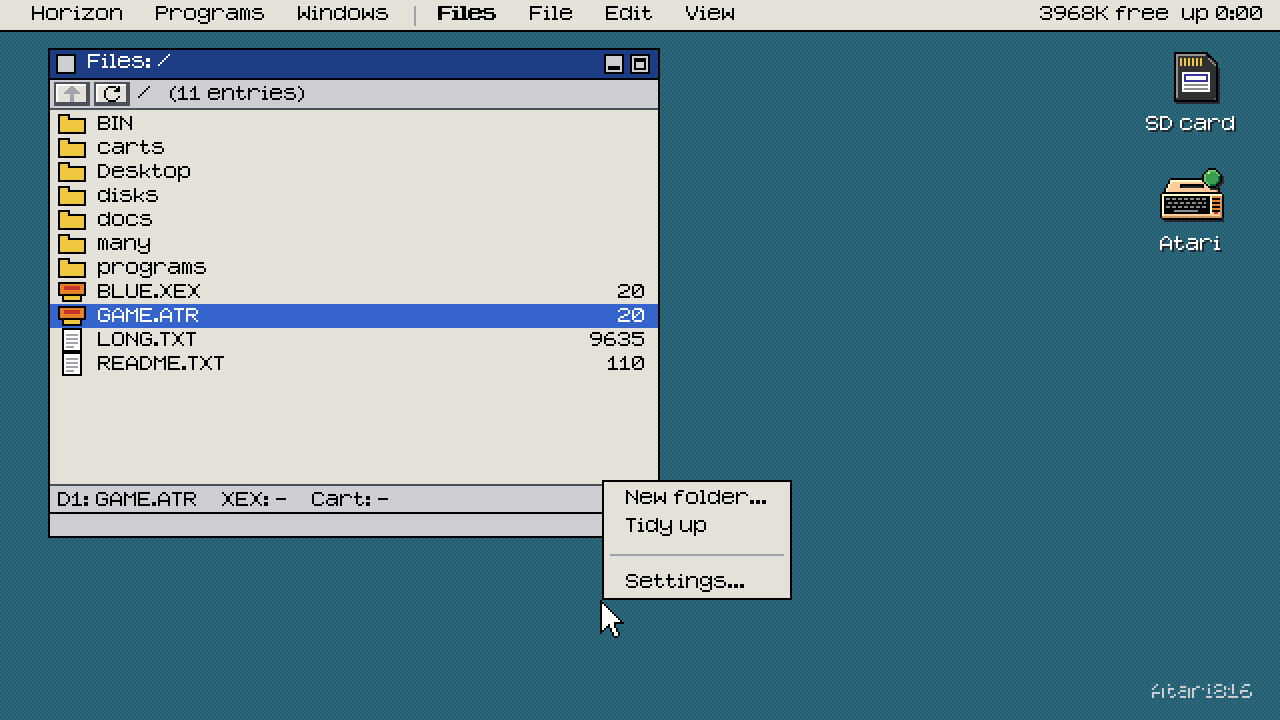 Horizon Programs Windows | Files File Edit View 3968K free up 0:00
Files: /
/ (11 entries)
BIN
carts
Desktop
disks
docs
many
programs
BLUE.XEX 20
GAME.ATR 20
LONG.TXT 9635
README.TXT 110
D1: GAME.ATR XEX: - Cart: -
New folder...
Tidy up
Settings...
SD card
Atari
Atari816